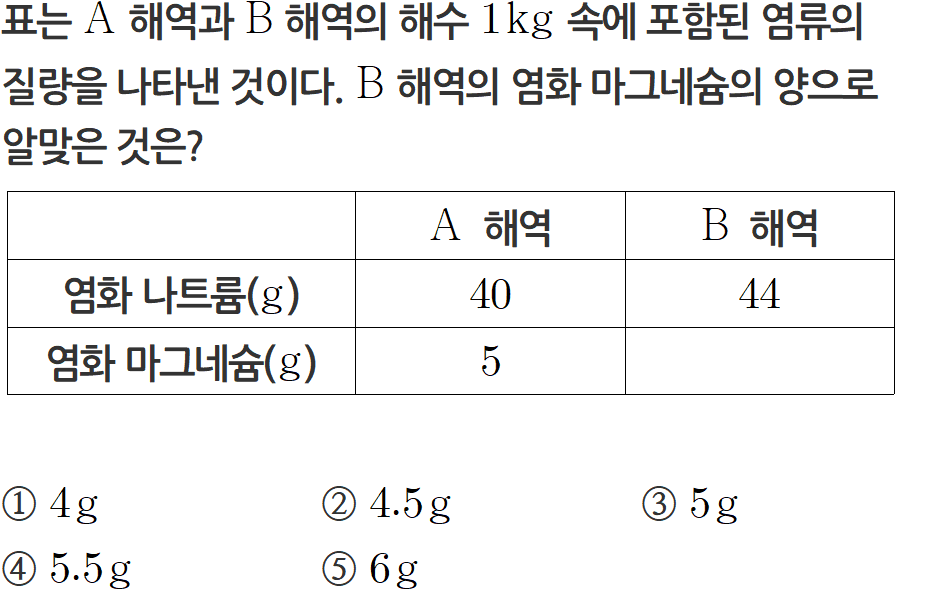 표는 A 해역과 B 해역의 해수 1kg 속에 포함된 염류의
질량을 나타낸 것이다. B 해역의 염화 마그네슘의 양으로
알맞은 것은?
A 해역 B 해역
염화 나트륨(g) 40 44
염화 마그네슘(g) 5
① 4g ② 4.5g ③ 5g
④ 5.5g ⑤ 6g